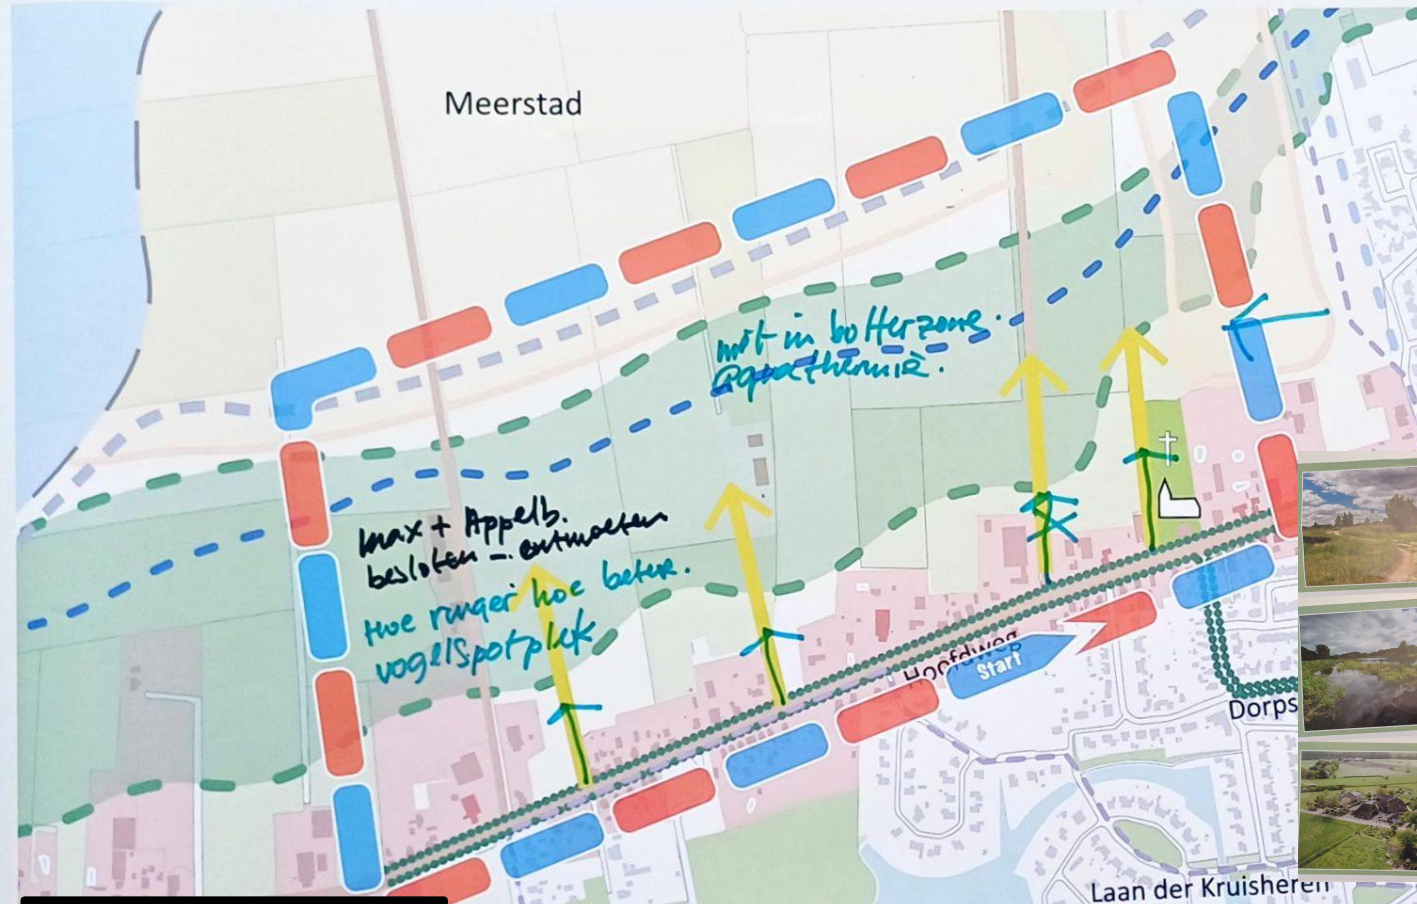 Meerstad
in bufferzone.
Aquathermie.
max + Appelb.
besloten - ontmoeten
Hoe ruiger hoe beter.
vogelspotplek
Hoofdweg
Start
Dorps
Laan der Kruisheren